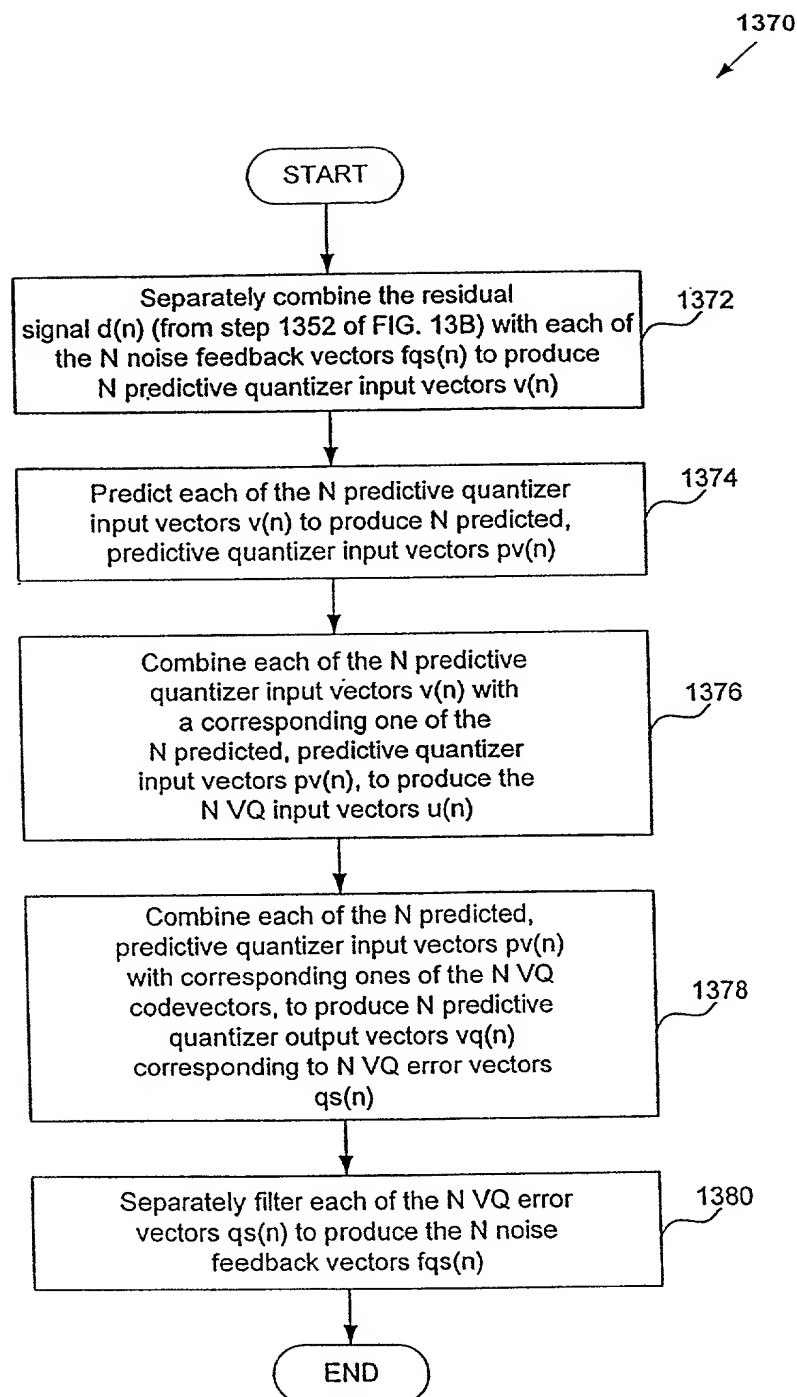 1370
START
Separately combine the residual
signal d(n) (from step 1352 of FIG. 13B) with each of
the N noise feedback vectors fqs(n) to produce
N predictive quantizer input vectors v(n)
1372
Predict each of the N predictive quantizer
input vectors v(n) to produce N predicted,
predictive quantizer input vectors pv(n)
1374
Combine each of the N predictive
quantizer input vectors v(n) with
a corresponding one of the
N predicted, predictive quantizer
input vectors pv(n), to produce the
N VQ input vectors u(n)
1376
Combine each of the N predicted,
predictive quantizer input vectors pv(n)
with corresponding ones of the N VQ
codevectors, to produce N predictive
quantizer output vectors vq(n)
corresponding to N VQ error vectors
qs(n)
1378
Separately filter each of the N VQ error
vectors qs(n) to produce the N noise
feedback vectors fqs(n)
1380
END